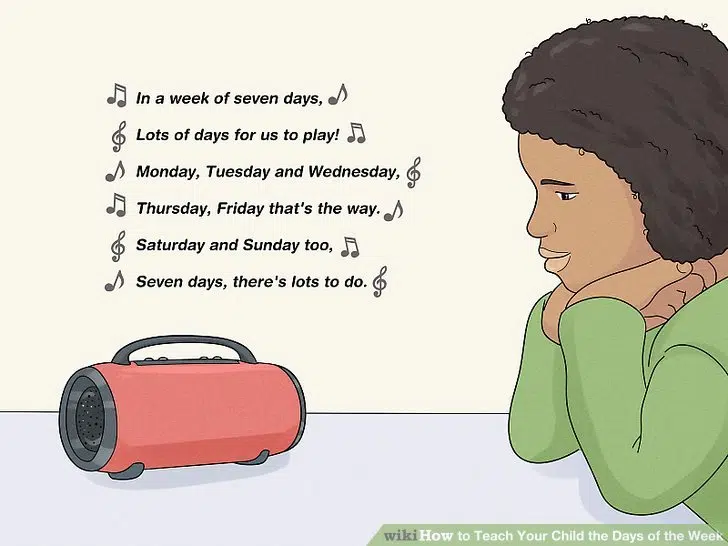 In a week of seven days,
Lots of days for us to play!
Monday, Tuesday and Wednesday,
Thursday, Friday that's the way.
Saturday and Sunday too,
Seven days, there's lots to do.
wikiHow to Teach Your Child the Days of the Week